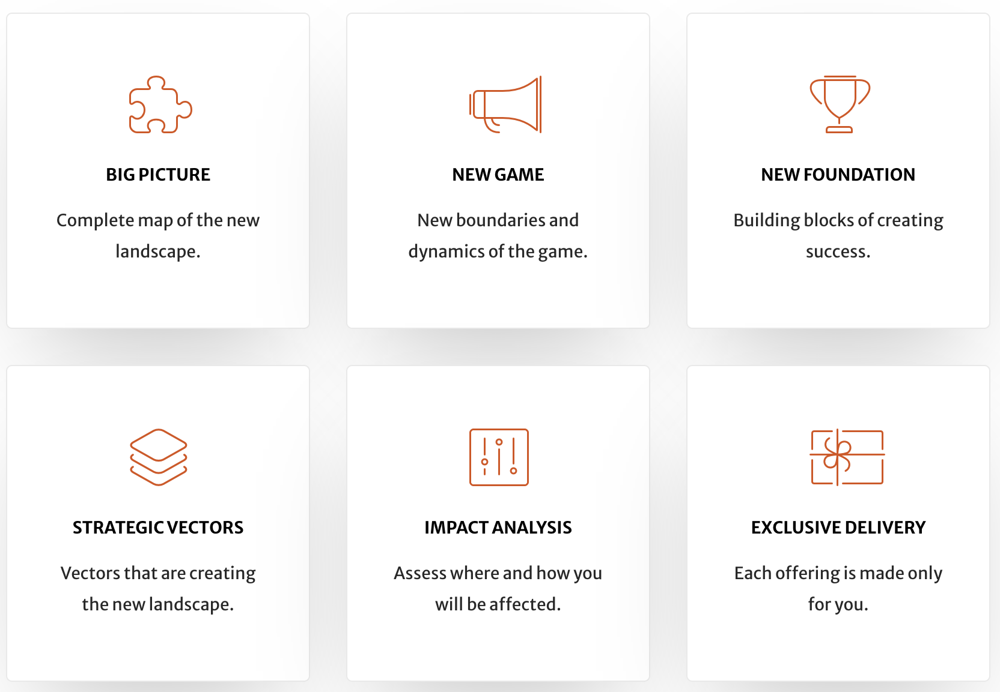 BIG PICTURE
Complete map of the new
landscape.
NEW GAME
New boundaries and
dynamics of the game.
NEW FOUNDATION
Building blocks of creating
success.
STRATEGIC VECTORS
Vectors that are creating
the new landscape.
IMPACT ANALYSIS
Assess where and how you
will be affected.
EXCLUSIVE DELIVERY
Each offering is made only
for you.